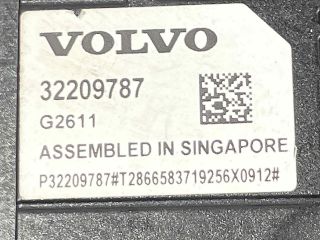 VOLVO
32209787
G2611
ASSEMBLED IN SINGAPORE
P32209787#T2866583719256X0912#